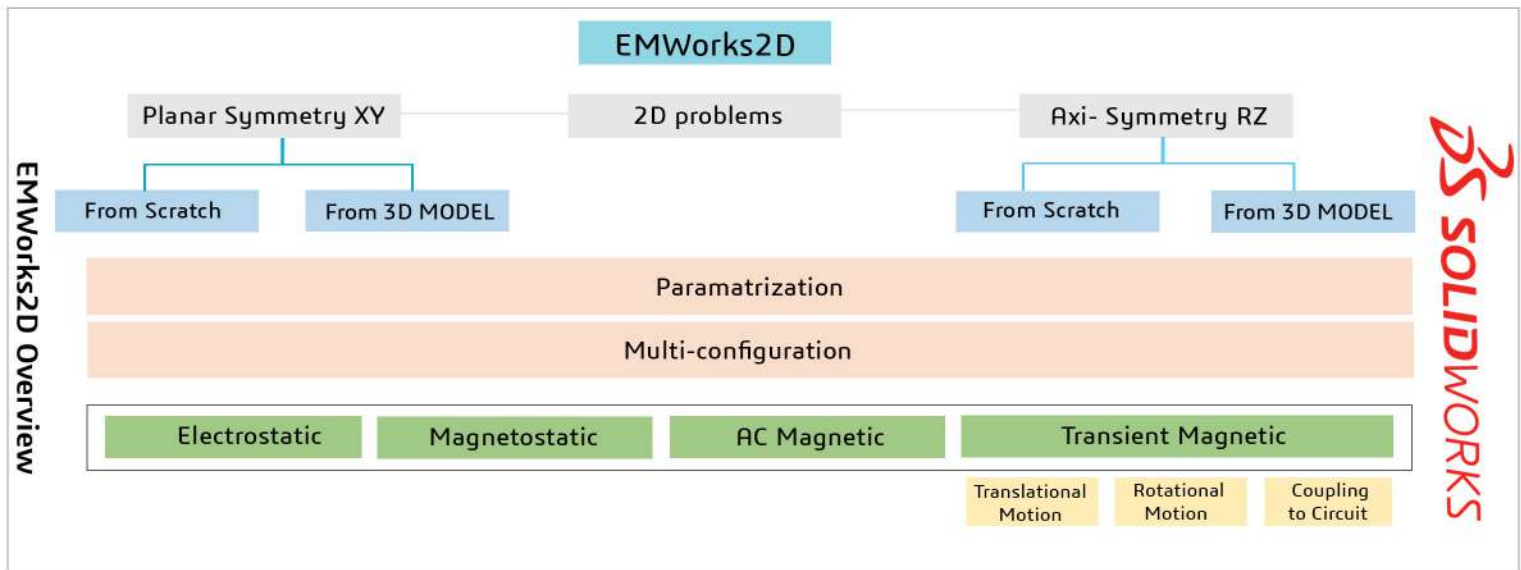 EMWorks2D
Planar Symmetry XY
2D problems
Axi- Symmetry RZ
From Scratch
From 3D MODEL
From Scratch
From 3D MODEL
Paramatrization
Multi-configuration
Electrostatic
Magnetostatic
AC Magnetic
Transient Magnetic
Translational
Motion
Rotational
Motion
Coupling
to Circuit
EMWorks2D Overview
3DS SOLIDWORKS